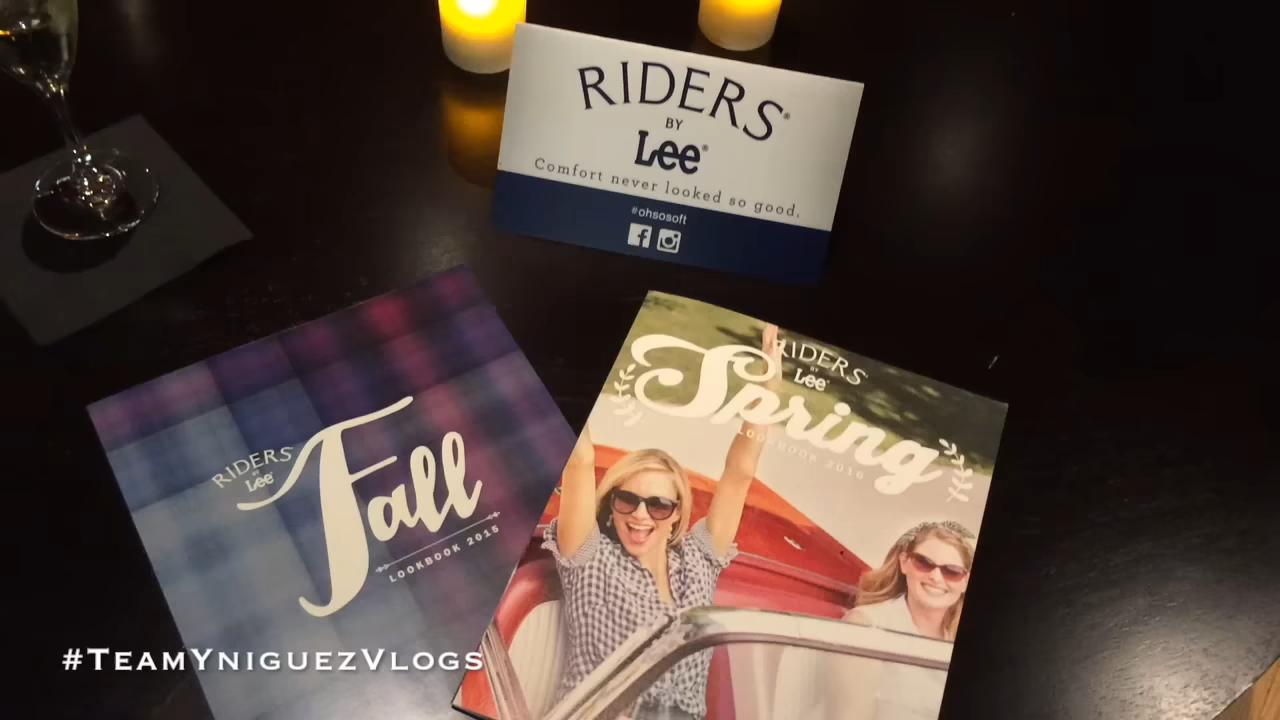 RIDERS®
BY
Lee®
Comfort never looked so good.
#ohsosoft
RIDERS
BY
Lee
Fall
LOOKBOOK 2015
RIDERS
BY
Lee
Spring
LOOKBOOK 2016
#TEAMYNIGUEZVLOGS